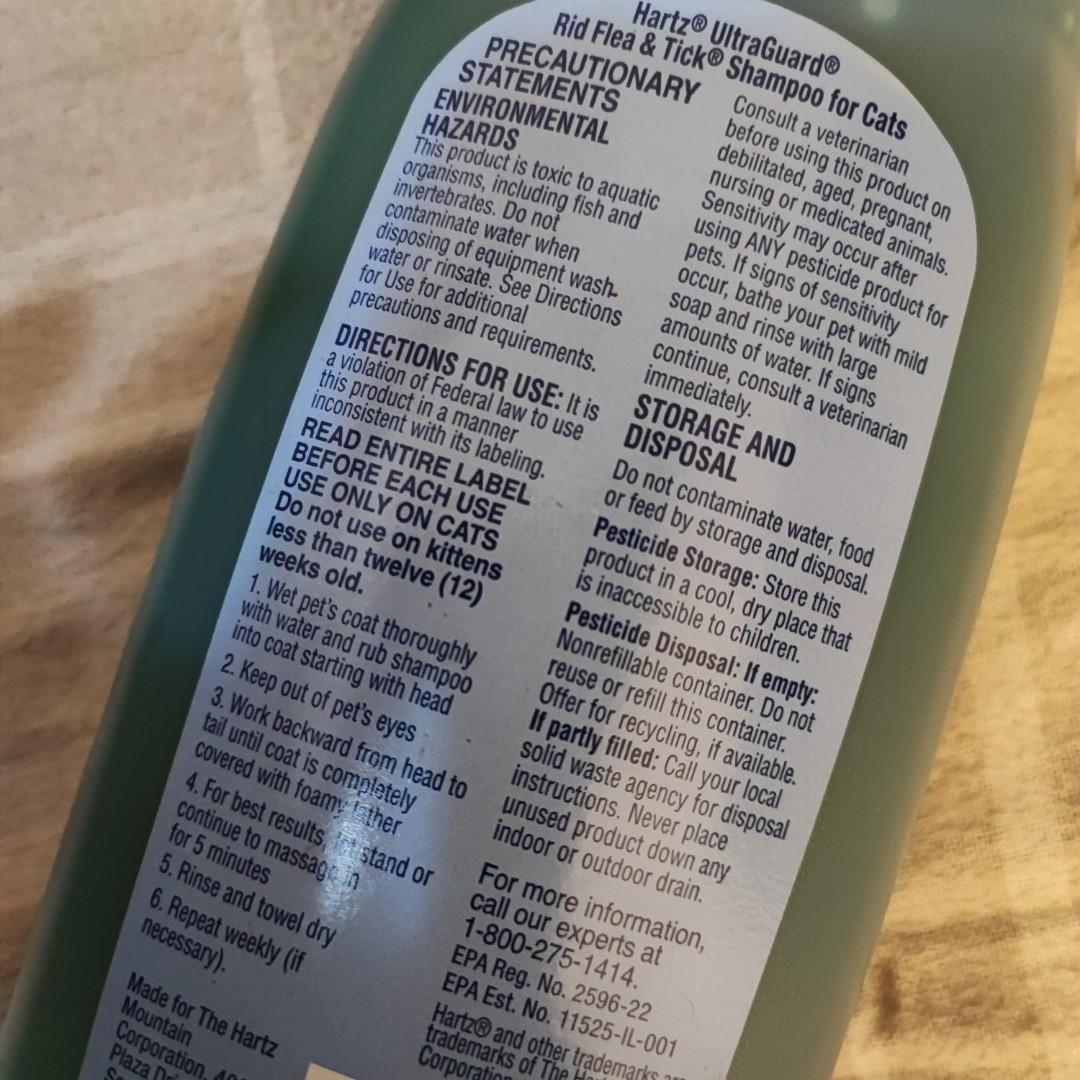 Hartz® UltraGuard®
Rid Flea & Tick® Shampoo for Cats
PRECAUTIONARY
STATEMENTS
ENVIRONMENTAL
HAZARDS
This product is toxic to aquatic
organisms, including fish and
invertebrates. Do not
contaminate water when
disposing of equipment wash-
water or rinsate. See Directions
for Use for additional
precautions and requirements.
DIRECTIONS FOR USE: It is
a violation of Federal law to use
this product in a manner
inconsistent with its labeling.
READ ENTIRE LABEL
BEFORE EACH USE
USE ONLY ON CATS
Do not use on kittens
less than twelve (12)
weeks old.
1. Wet pet's coat thoroughly
with water and rub shampoo
into coat starting with head
2. Keep out of pet's eyes
3. Work backward from head to
tail until coat is completely
covered with foamy lather
4. For best results, stand or
continue to massage in
for 5 minutes
5. Rinse and towel dry
6. Repeat weekly (if
necessary).
Made for The Hartz
Mountain
Corporation,
Plaza
Consult a veterinarian
before using this product on
debilitated, aged, pregnant,
nursing or medicated animals.
Sensitivity may occur after
using ANY pesticide product for
pets. If signs of sensitivity
occur, bathe your pet with mild
soap and rinse with large
amounts of water. If signs
continue, consult a veterinarian
immediately.
STORAGE AND
DISPOSAL
Do not contaminate water, food
or feed by storage and disposal.
Pesticide Storage: Store this
product in a cool, dry place that
is inaccessible to children.
Pesticide Disposal: If empty:
Nonrefillable container. Do not
reuse or refill this container.
Offer for recycling, if available.
If partly filled: Call your local
solid waste agency for disposal
instructions. Never place
unused product down any
indoor or outdoor drain.
For more information,
call our experts at
1-800-275-1414.
EPA Reg. No. 2596-22
EPA Est. No. 11525-IL-001
Hartz® and other trademarks
trademarks of The
Corporation